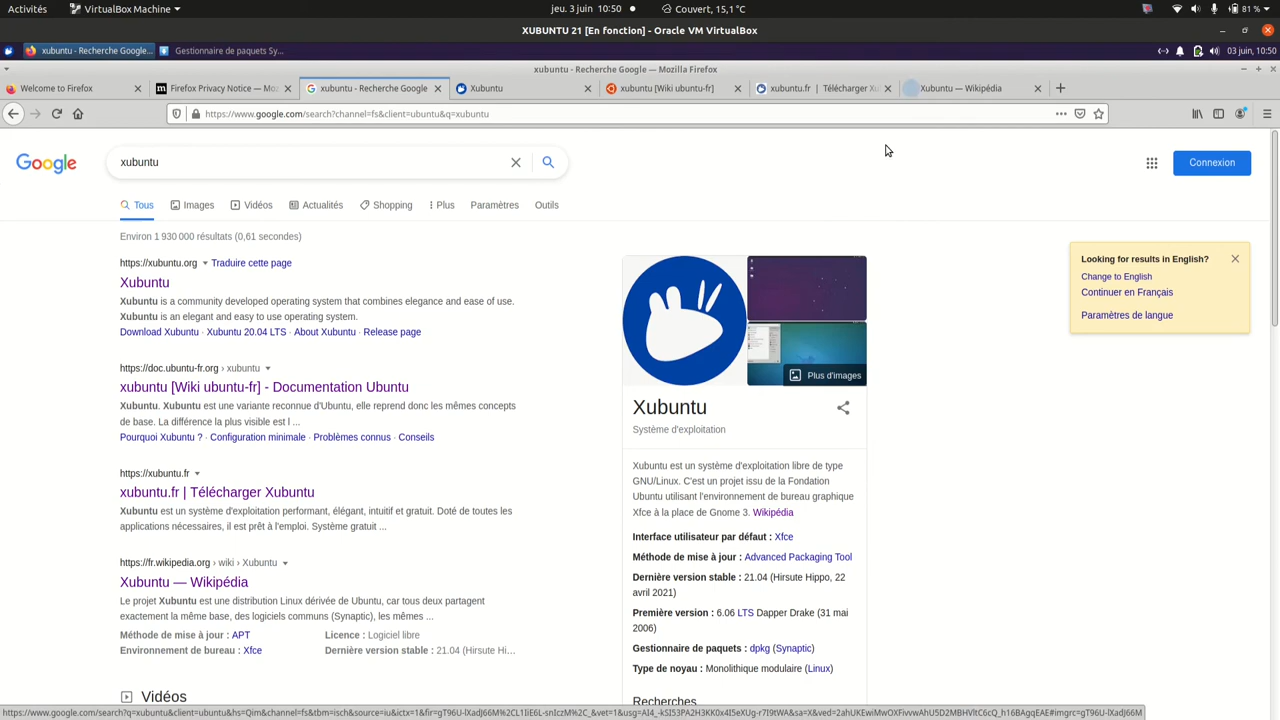 Activités
VirtualBox Machine
jeu. 3 juin 10:50
Couvert, 15,1 °C
81 %
XUBUNTU 21 [En fonction] - Oracle VM VirtualBox
xubuntu - Recherche Google...
Gestionnaire de paquets Sy...
03 juin, 10:50
xubuntu - Recherche Google — Mozilla Firefox
Welcome to Firefox
Firefox Privacy Notice — Moz
xubuntu - Recherche Google
Xubuntu
xubuntu [Wiki ubuntu-fr]
xubuntu.fr | Télécharger Xu
Xubuntu — Wikipédia
https://www.google.com/search?channel=fs&client=ubuntu&q=xubuntu
Google
xubuntu
Connexion
Tous
Images
Vidéos
Actualités
Shopping
Plus
Paramètres
Outils
Environ 1 930 000 résultats (0,61 secondes)
https://xubuntu.org
Traduire cette page
Xubuntu
Xubuntu is a community developed operating system that combines elegance and ease of use.
Xubuntu is an elegant and easy to use operating system.
Download Xubuntu · Xubuntu 20.04 LTS · About Xubuntu · Release page
https://doc.ubuntu-fr.org › xubuntu
xubuntu [Wiki ubuntu-fr] - Documentation Ubuntu
Xubuntu. Xubuntu est une variante reconnue d'Ubuntu, elle reprend donc les mêmes concepts
de base. La différence la plus visible est l ...
Pourquoi Xubuntu ? · Configuration minimale · Problèmes connus · Conseils
https://xubuntu.fr
xubuntu.fr | Télécharger Xubuntu
Xubuntu est un système d'exploitation performant, élégant, intuitif et gratuit. Doté de toutes les
applications nécessaires, il est prêt à l'emploi. Système gratuit ...
https://fr.wikipedia.org › wiki › Xubuntu
Xubuntu — Wikipédia
Le projet Xubuntu est une distribution Linux dérivée de Ubuntu, car tous deux partagent
exactement la même base, des logiciels communs (Synaptic), les mêmes ...
Méthode de mise à jour : APT
Licence : Logiciel libre
Environnement de bureau : Xfce
Dernière version stable : 21.04 (Hirsute Hi...
Vidéos
Plus d'images
Xubuntu
Système d'exploitation
Xubuntu est un système d'exploitation libre de type
GNU/Linux. C'est un projet issu de la Fondation
Ubuntu utilisant l'environnement de bureau graphique
Xfce à la place de Gnome 3. Wikipédia
Interface utilisateur par défaut : Xfce
Méthode de mise à jour : Advanced Packaging Tool
Dernière version stable : 21.04 (Hirsute Hippo, 22
avril 2021)
Première version : 6.06 LTS Dapper Drake (31 mai
2006)
Gestionnaire de paquets : dpkg (Synaptic)
Type de noyau : Monolithique modulaire (Linux)
Recherches
Looking for results in English?
Change to English
Continuer en Français
Paramètres de langue